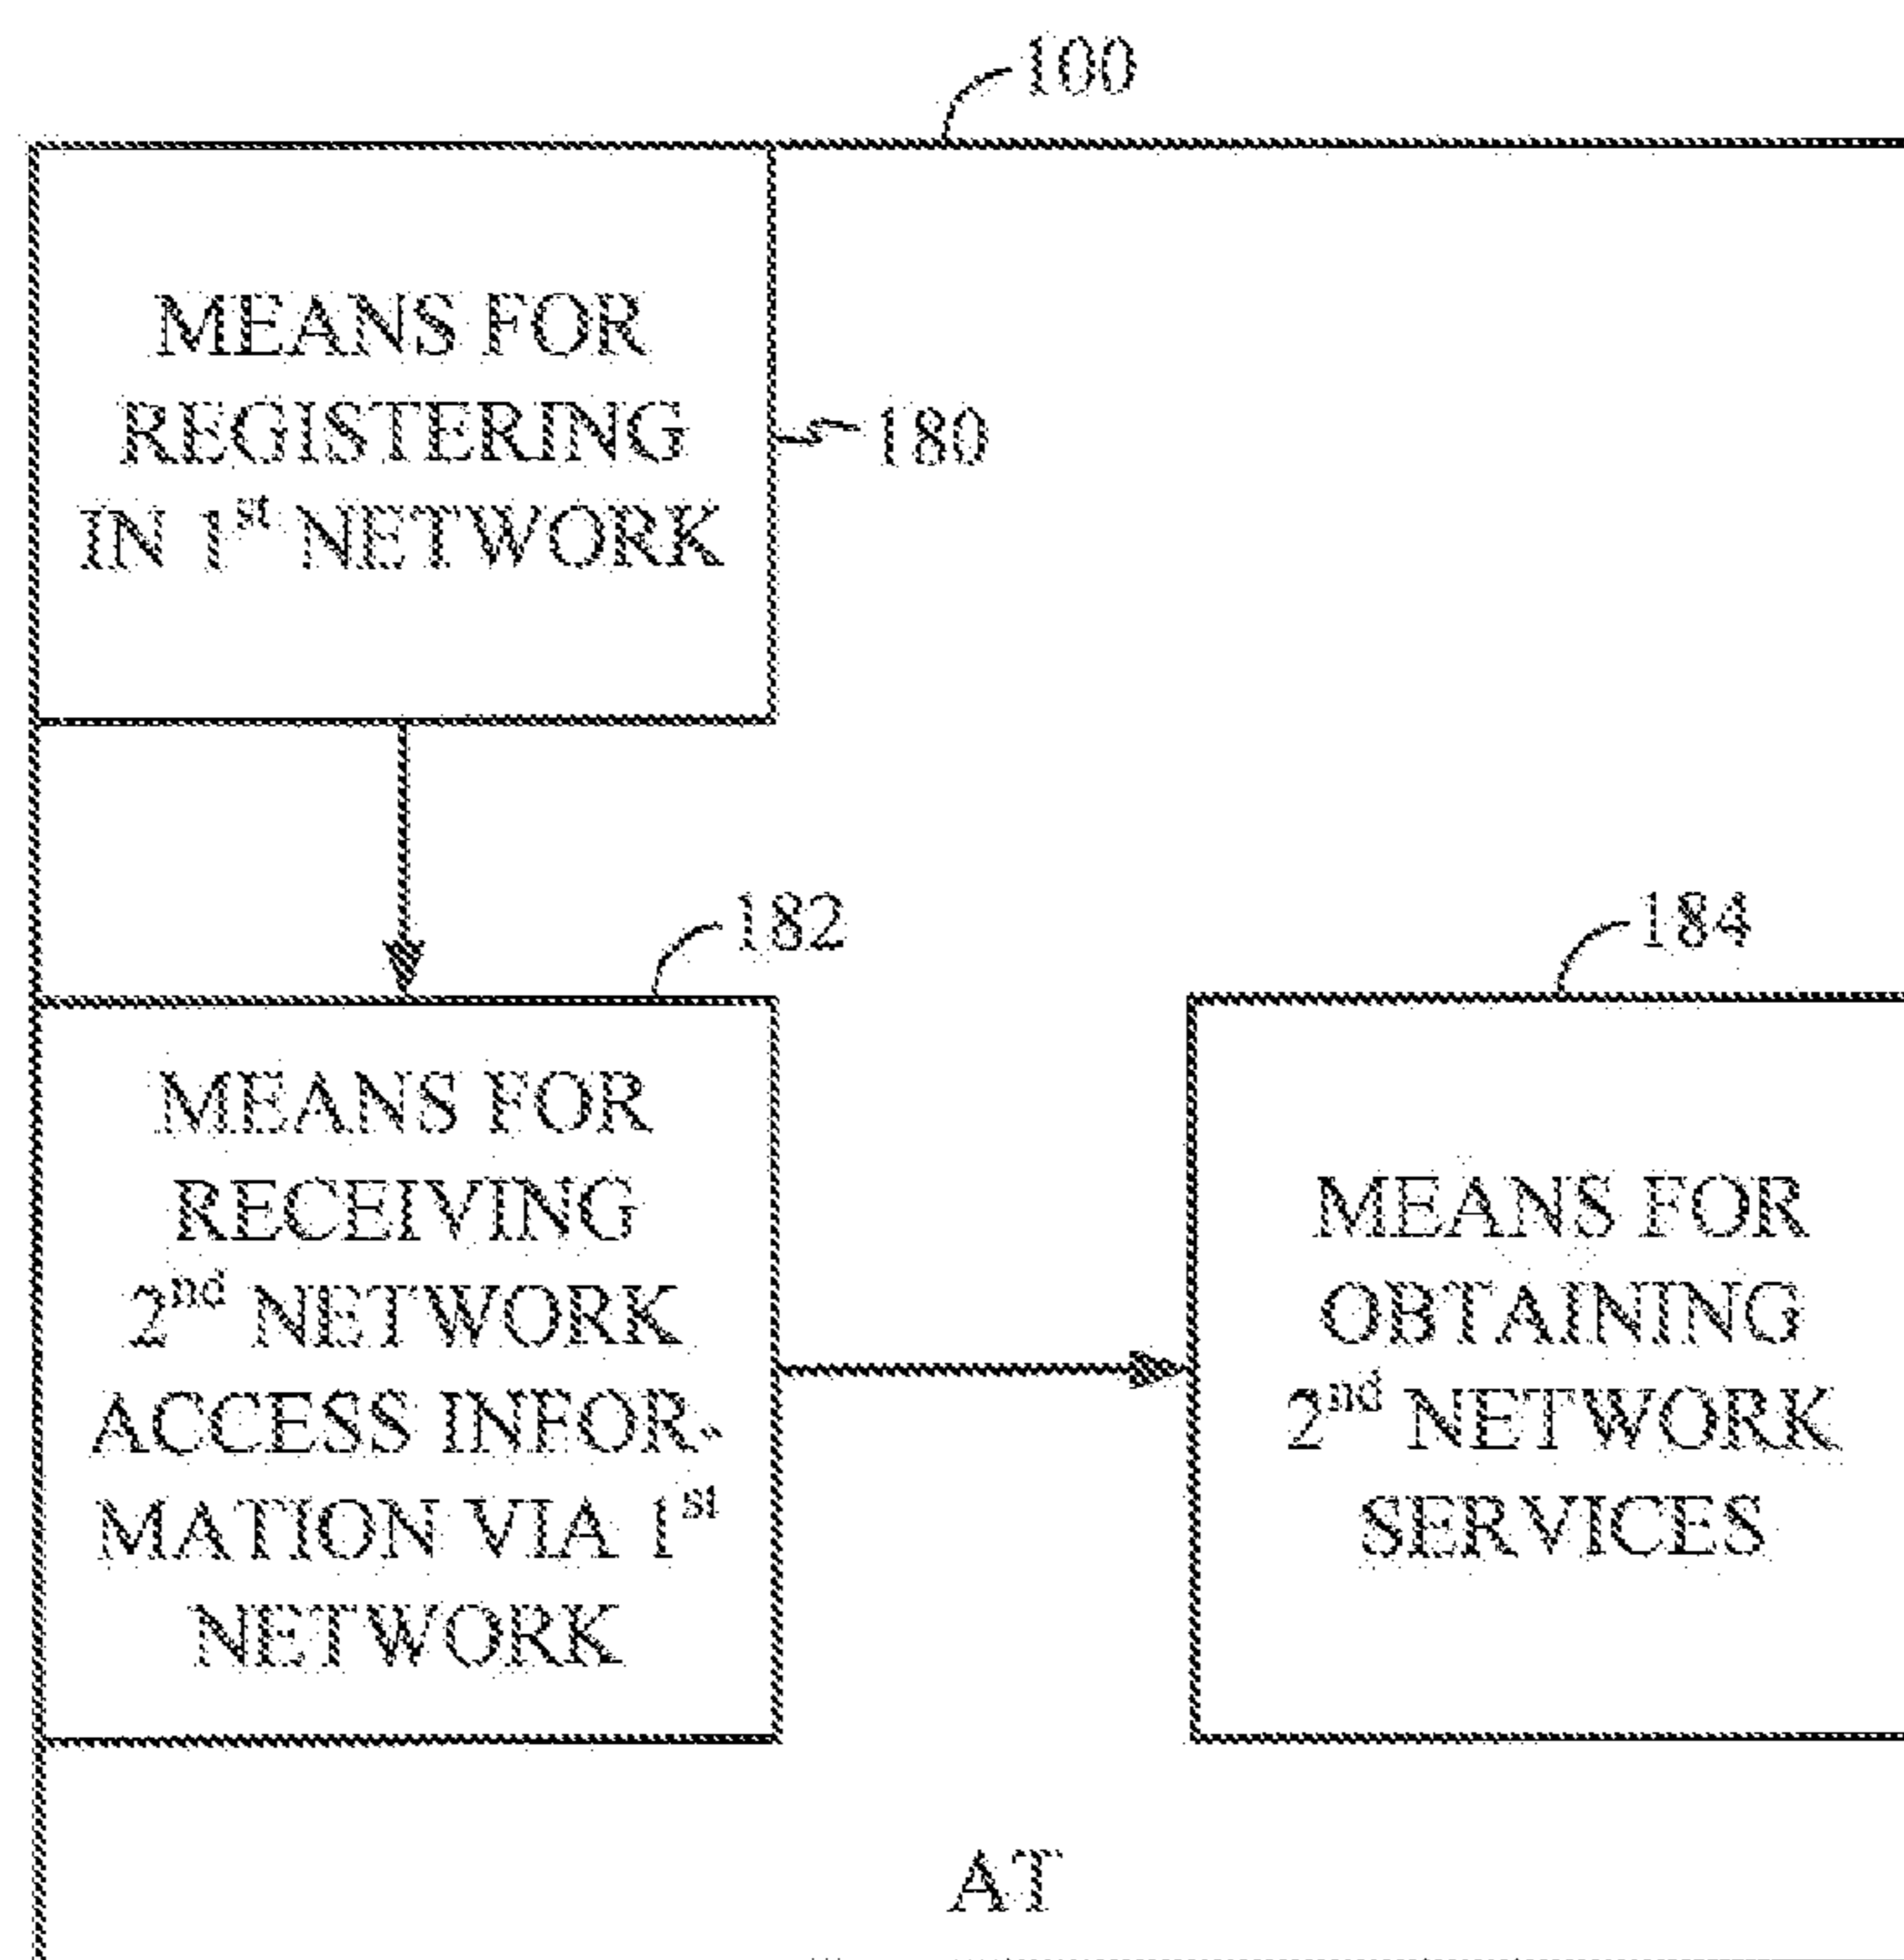 100
MEANS FOR
REGISTERING
IN 1st NETWORK
180
182
184
MEANS FOR
RECEIVING
2nd NETWORK
ACCESS INFOR-
MATION VIA 1st
NETWORK
MEANS FOR
OBTAINING
2nd NETWORK
SERVICES
AT